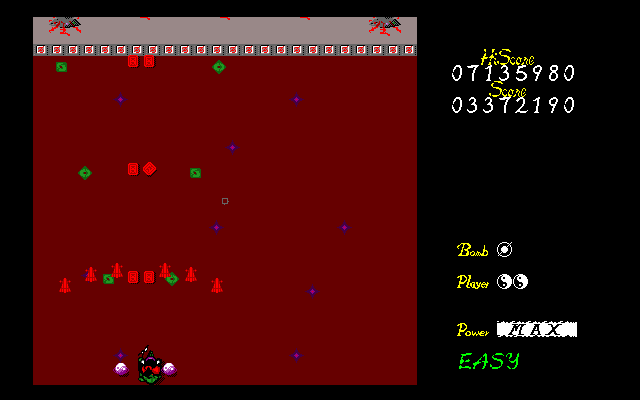 HiScore
07135980
Score
03372190
Bomb
Player
Power MAX
EASY